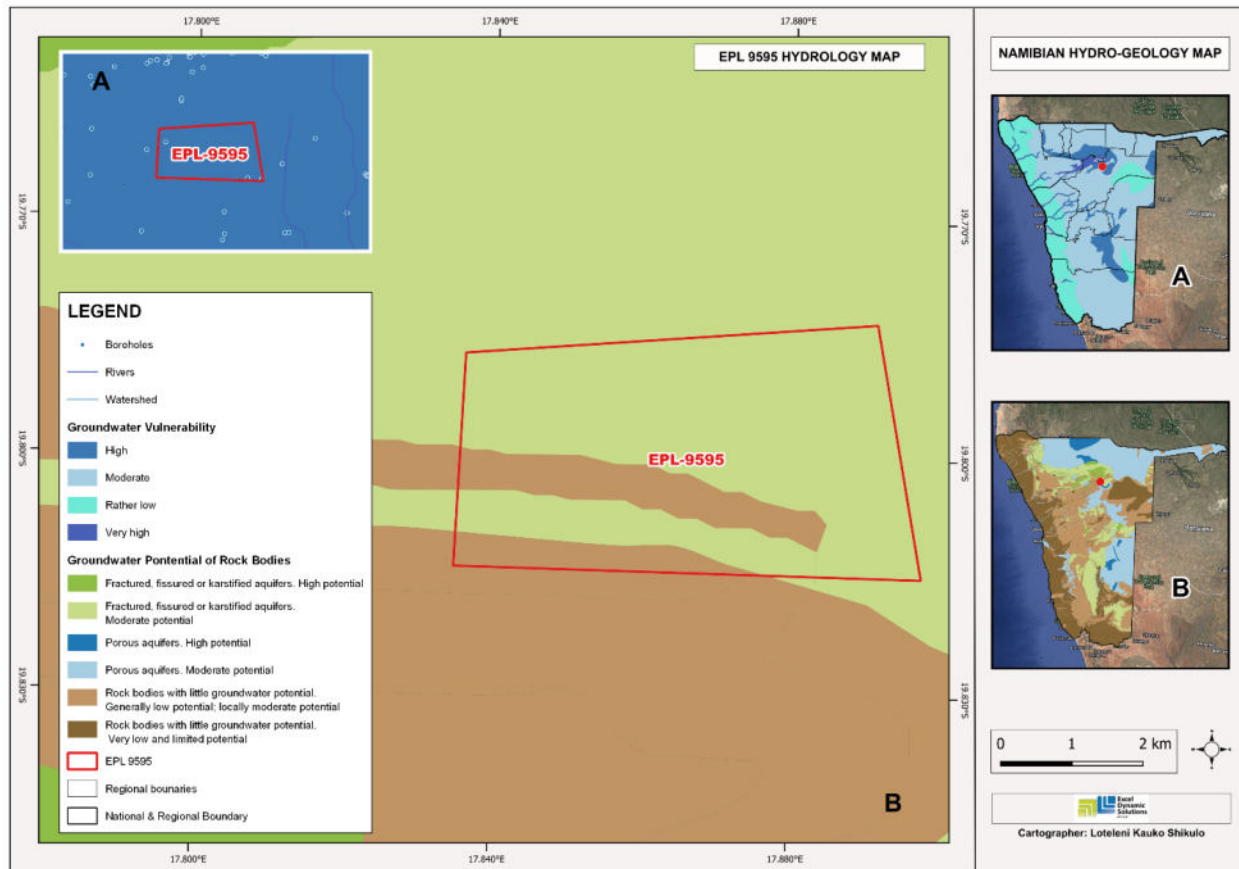 17.800°E
17.840°E
17.880°E
EPL 9595 HYDROLOGY MAP
NAMIBIAN HYDRO-GEOLOGY MAP
A
EPL-9595
19.770°S
19.770°S
A
LEGEND
Boreholes
Rivers
Watershed
Groundwater Vulnerability
High
Moderate
Rather low
Very high
Groundwater Pontential of Rock Bodies
Fractured, fissured or karstified aquifers. High potential
Fractured, fissured or karstified aquifers.
Moderate potential
Porous aquifers. High potential
Porous aquifers. Moderate potential
Rock bodies with little groundwater potential.
Generally low potential; locally moderate potential
Rock bodies with little groundwater potential.
Very low and limited potential
EPL 9595
Regional bounaries
National & Regional Boundary
19.800°S
19.800°S
EPL-9595
B
19.830°S
19.830°S
B
0 1 2 km
Excel
Dynamic
Solutions
Cartographer: Loteleni Kauko Shikulo
17.800°E
17.840°E
17.880°E